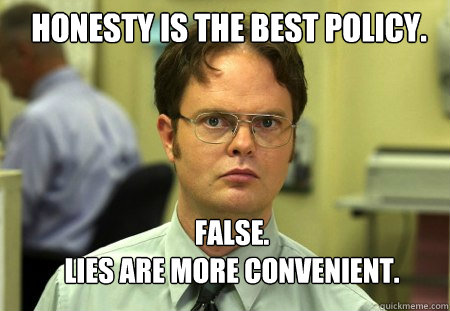 HONESTY IS THE BEST POLICY.
FALSE.
LIES ARE MORE CONVENIENT.
quickmeme.com